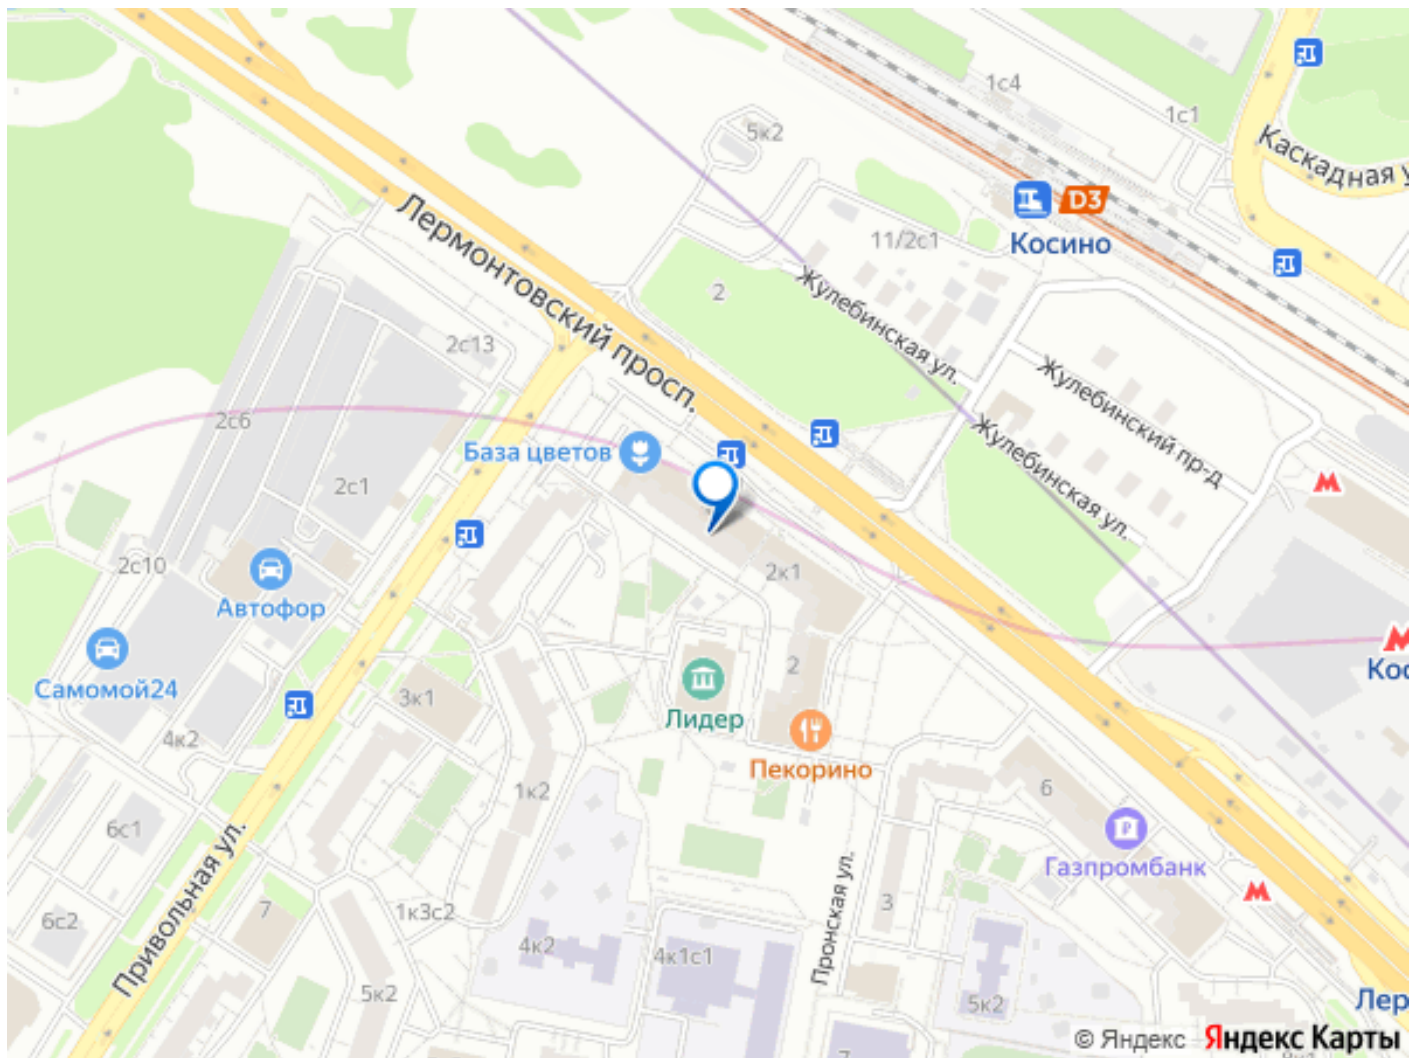 1с4
1с1
5к2
Каскадная у
D3
Косино
11/2с1
Лермонтовский просп.
2
Жулебинская ул.
2с13
Жулебинский пр-д
2с6
База цветов
Жулебинская ул.
2с1
2с10
Автофор
2к1
Самомой24
3к1
2
Лидер
Кос
4к2
Пекорино
1к2
6
6с1
Газпромбанк
Привольная ул.
7
1к3с2
3
Пронская ул.
6с2
4к2
4к1с1
5к2
5к2
Лер
© Яндекс Яндекс Карты